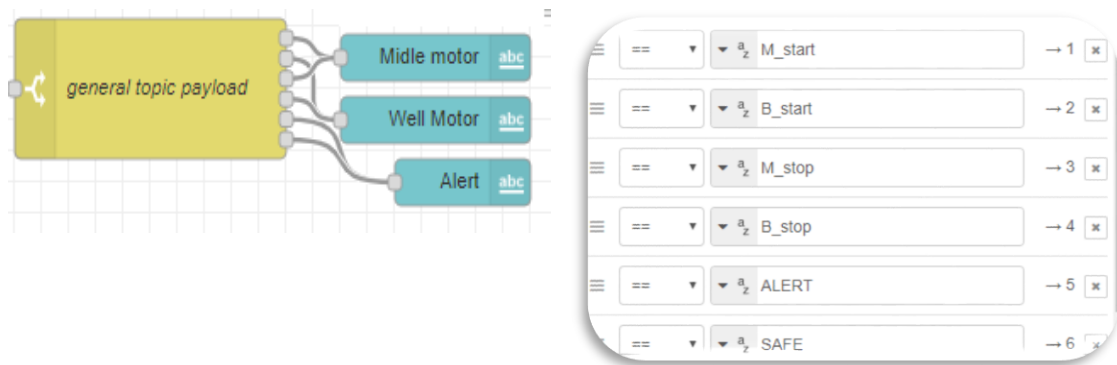 general topic payload
Midle motor abc
Well Motor abc
Alert abc
== a z M_start → 1 ×
== a z B_start → 2 ×
== a z M_stop → 3 ×
== a z B_stop → 4 ×
== a z ALERT → 5 ×
== a z SAFE → 6 ×